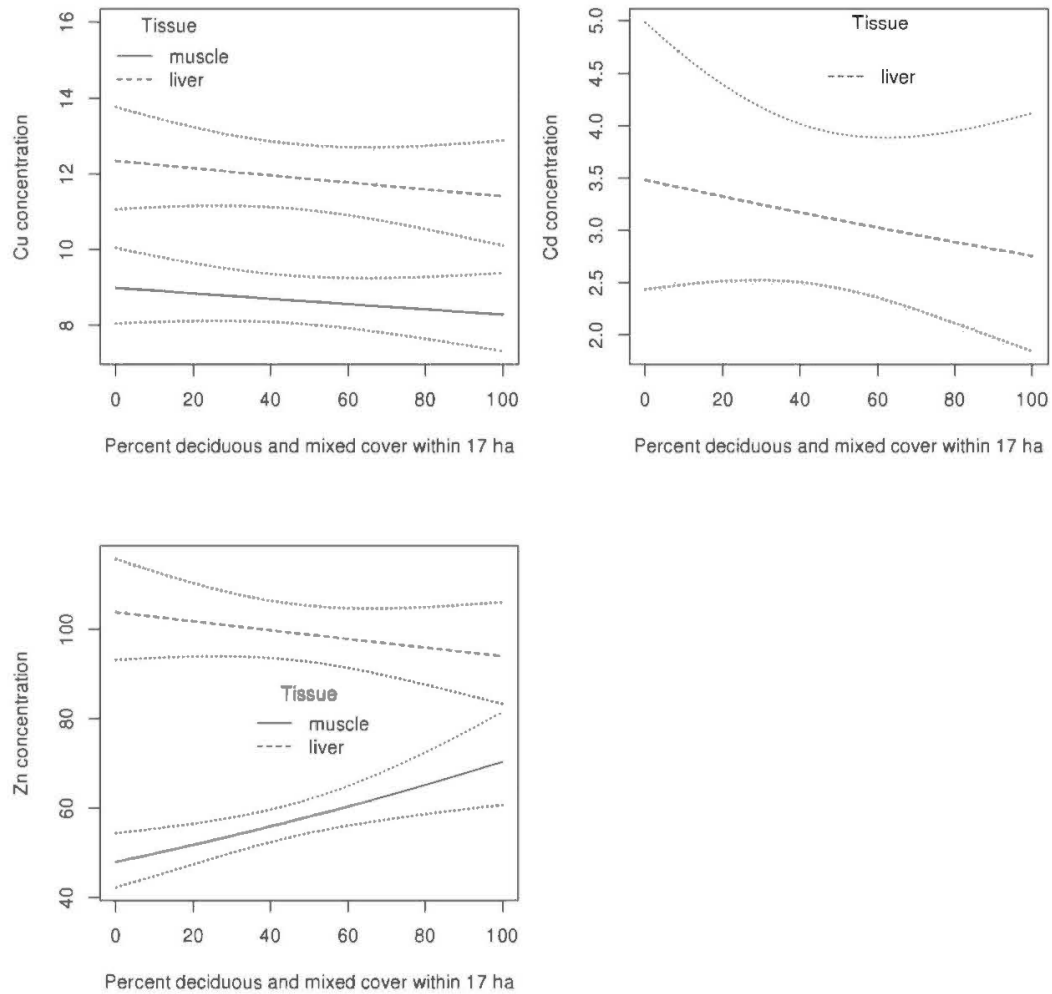 Tissue
muscle
liver
Cu concentration
16
14
12
10
8
0 20 40 60 80 100
Percent deciduous and mixed cover within 17 ha
Tissue
liver
Cd concentration
5.0
4.5
4.0
3.5
3.0
2.5
2.0
0 20 40 60 80 100
Percent deciduous and mixed cover within 17 ha
Tissue
muscle
liver
Zn concentration
100
80
60
40
0 20 40 60 80 100
Percent deciduous and mixed cover within 17 ha